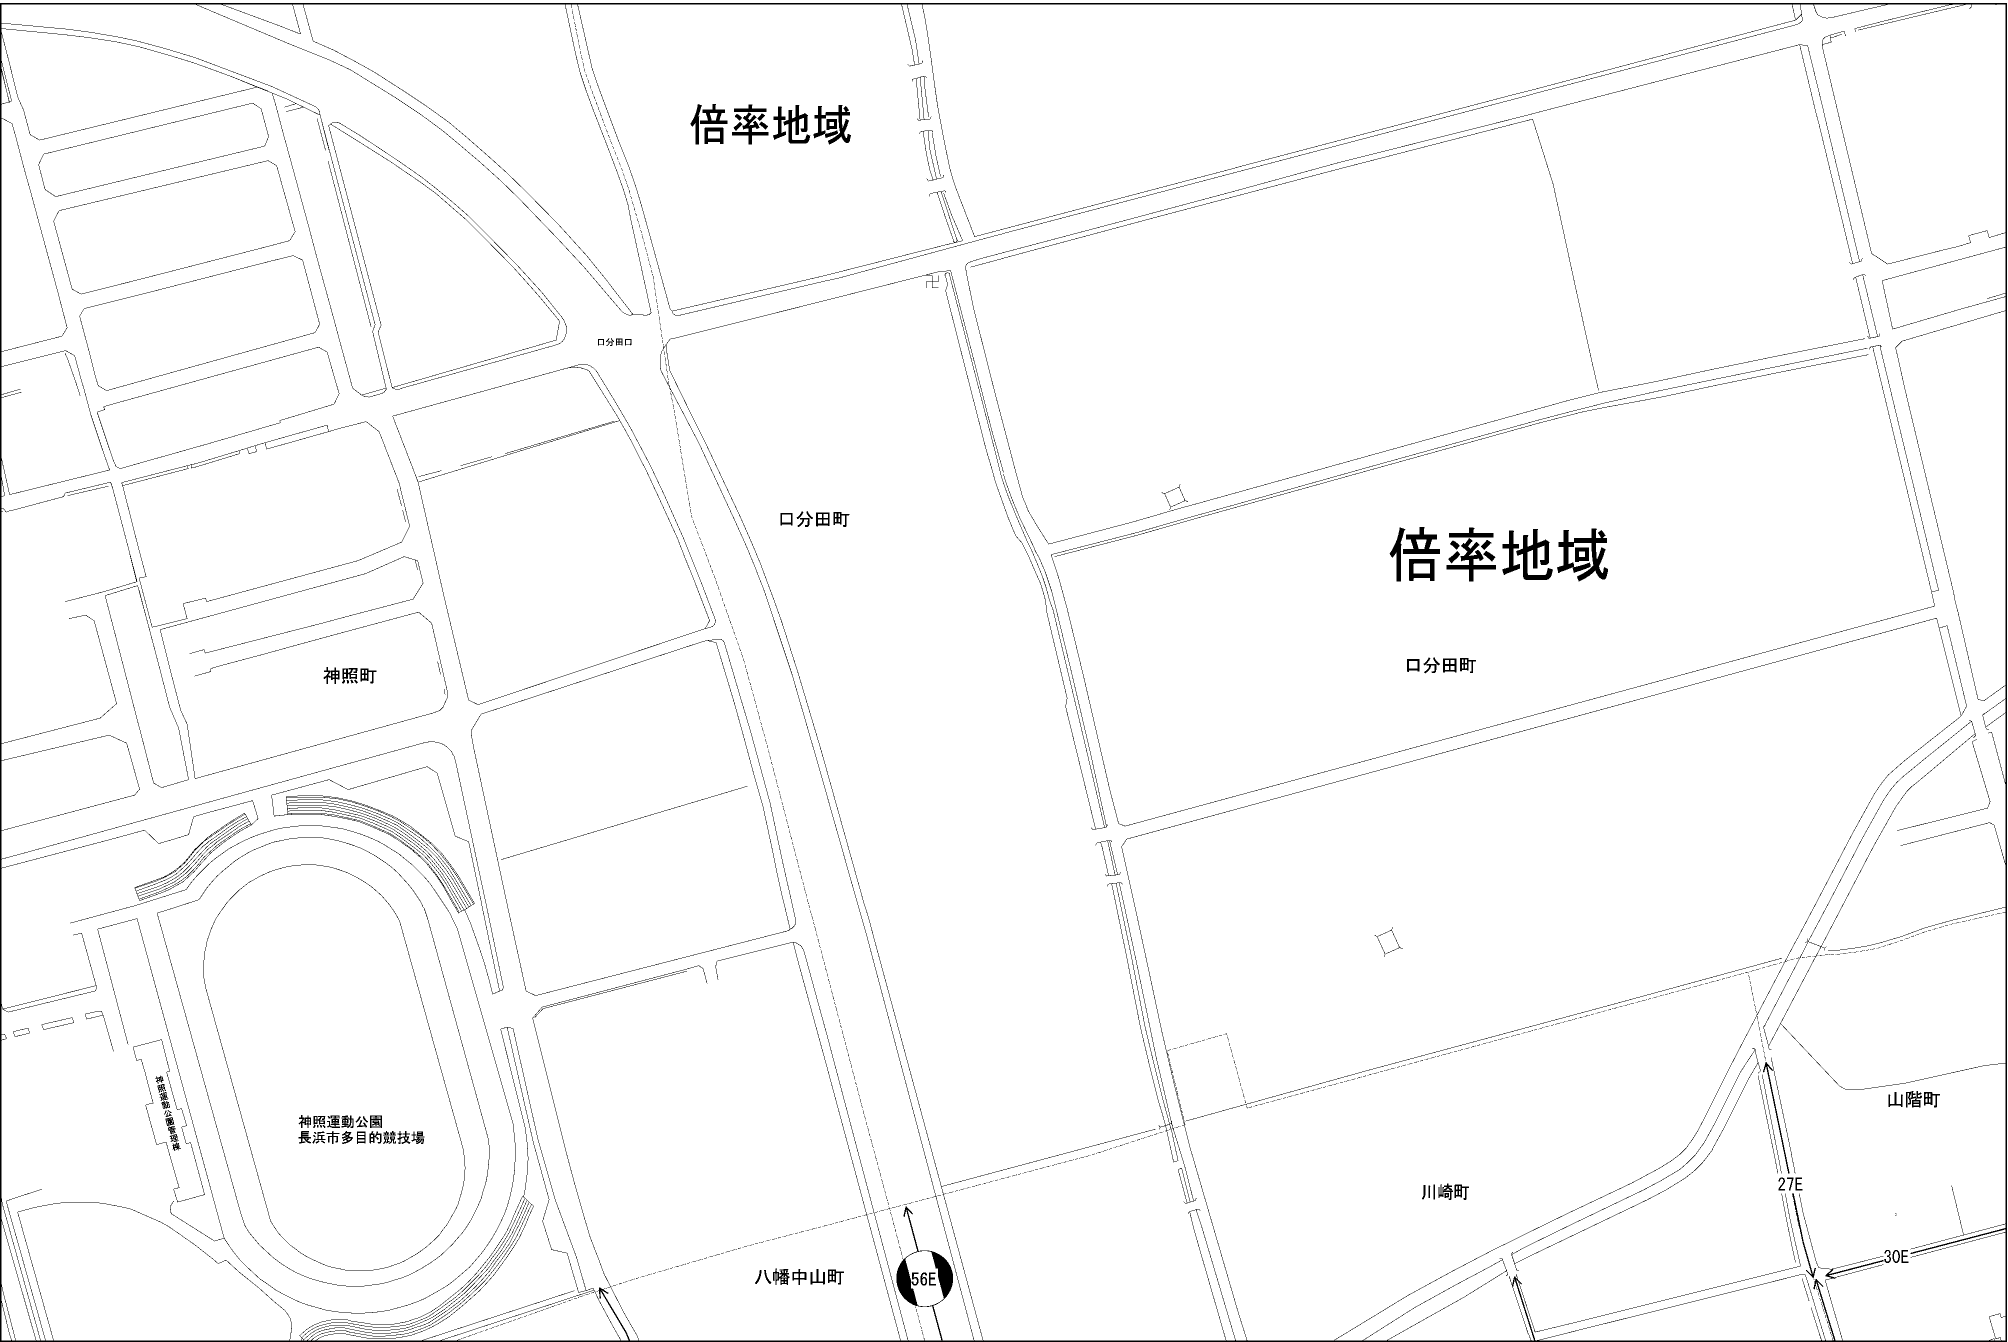 倍率地域
口分田口
口分田町
倍率地域
口分田町
神照町
神照運動公園管理棟
神照運動公園
長浜市多目的競技場
山階町
27E
川崎町
30E
八幡中山町
56E